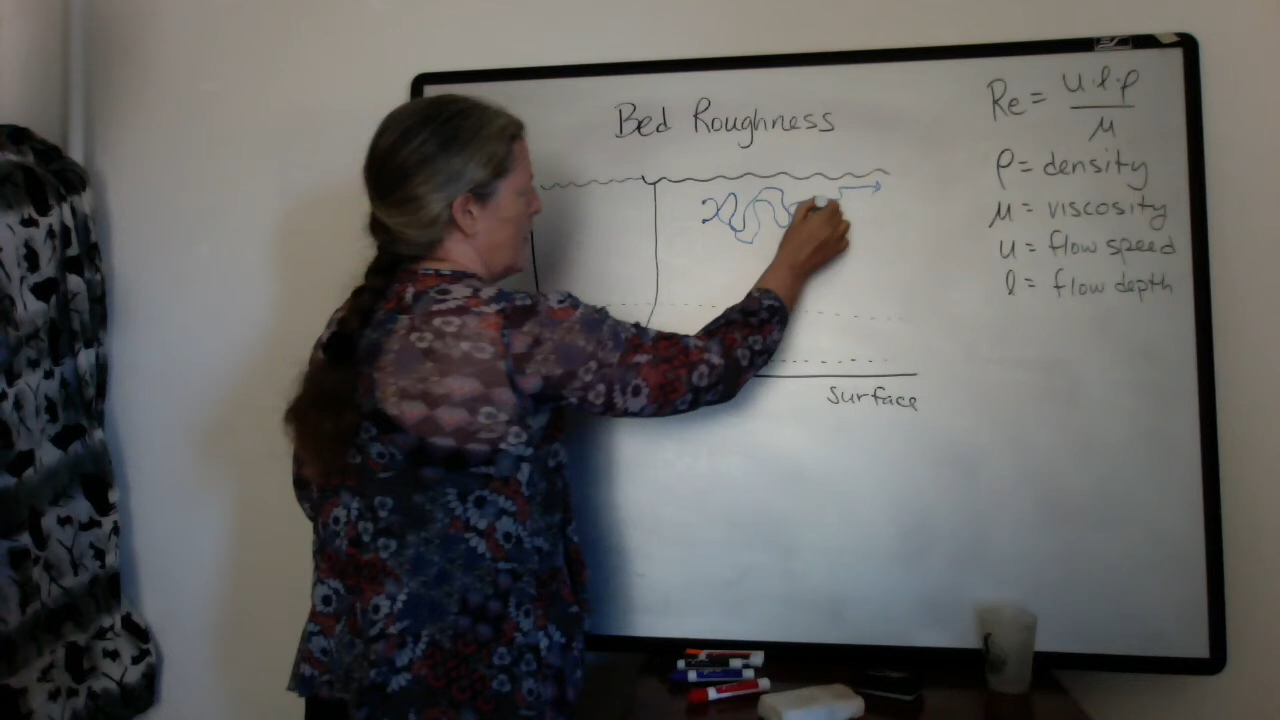 Bed Roughness
Surface
Re = u·l·ρ / μ
ρ = density
μ = viscosity
u = flow speed
l = flow depth